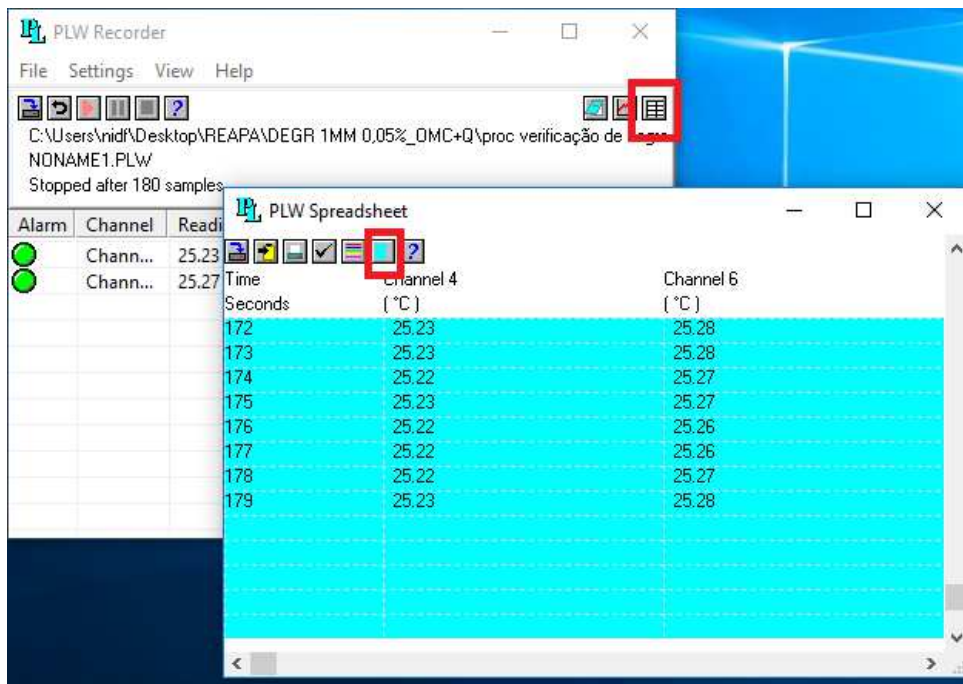 PLW Recorder
File Settings View Help
C:\Users\nidf\Desktop\REAPA\DEGR 1MM 0,05%_OMC+Q\proc verificação de
NONAME1.PLW
Stopped after 180 samples
Alarm Channel Readi
Chann... 25.23
Chann... 25.27
PLW Spreadsheet
Time Channel 4 Channel 6
Seconds (°C) (°C)
172 25.23 25.28
173 25.23 25.28
174 25.22 25.27
175 25.23 25.27
176 25.22 25.26
177 25.22 25.26
178 25.22 25.27
179 25.23 25.28